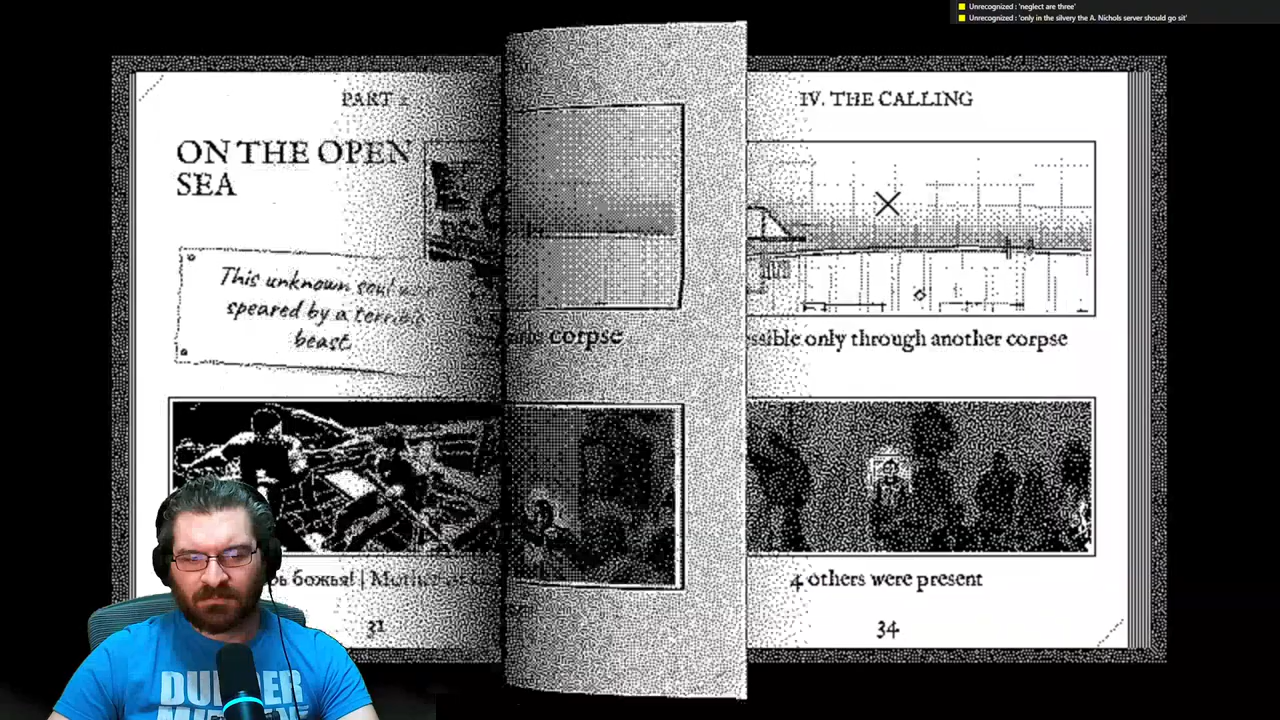 Unrecognized : 'neglect are three'
Unrecognized : 'only in the silvery the A. Nichols server should go sit'
PART 2
ON THE OPEN
SEA
This unknown soul was
speared by a terrible
beast.
божья! |
31
corpse
IV. THE CALLING
only through another corpse
4 others were present
34